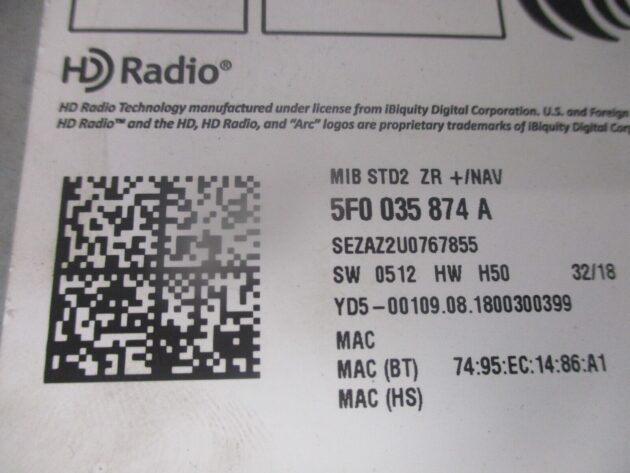 HD Radio®
HD Radio Technology manufactured under license from iBiquity Digital Corporation. U.S. and Foreign
HD Radio™ and the HD, HD Radio, and "Arc" logos are proprietary trademarks of iBiquity Digital Cor
MIB STD2 ZR +/NAV
5F0 035 874 A
SEZAZ2U0767855
SW 0512 HW H50 32/18
YD5-00109.08.1800300399
MAC
MAC (BT) 74:95:EC:14:86:A1
MAC (HS)